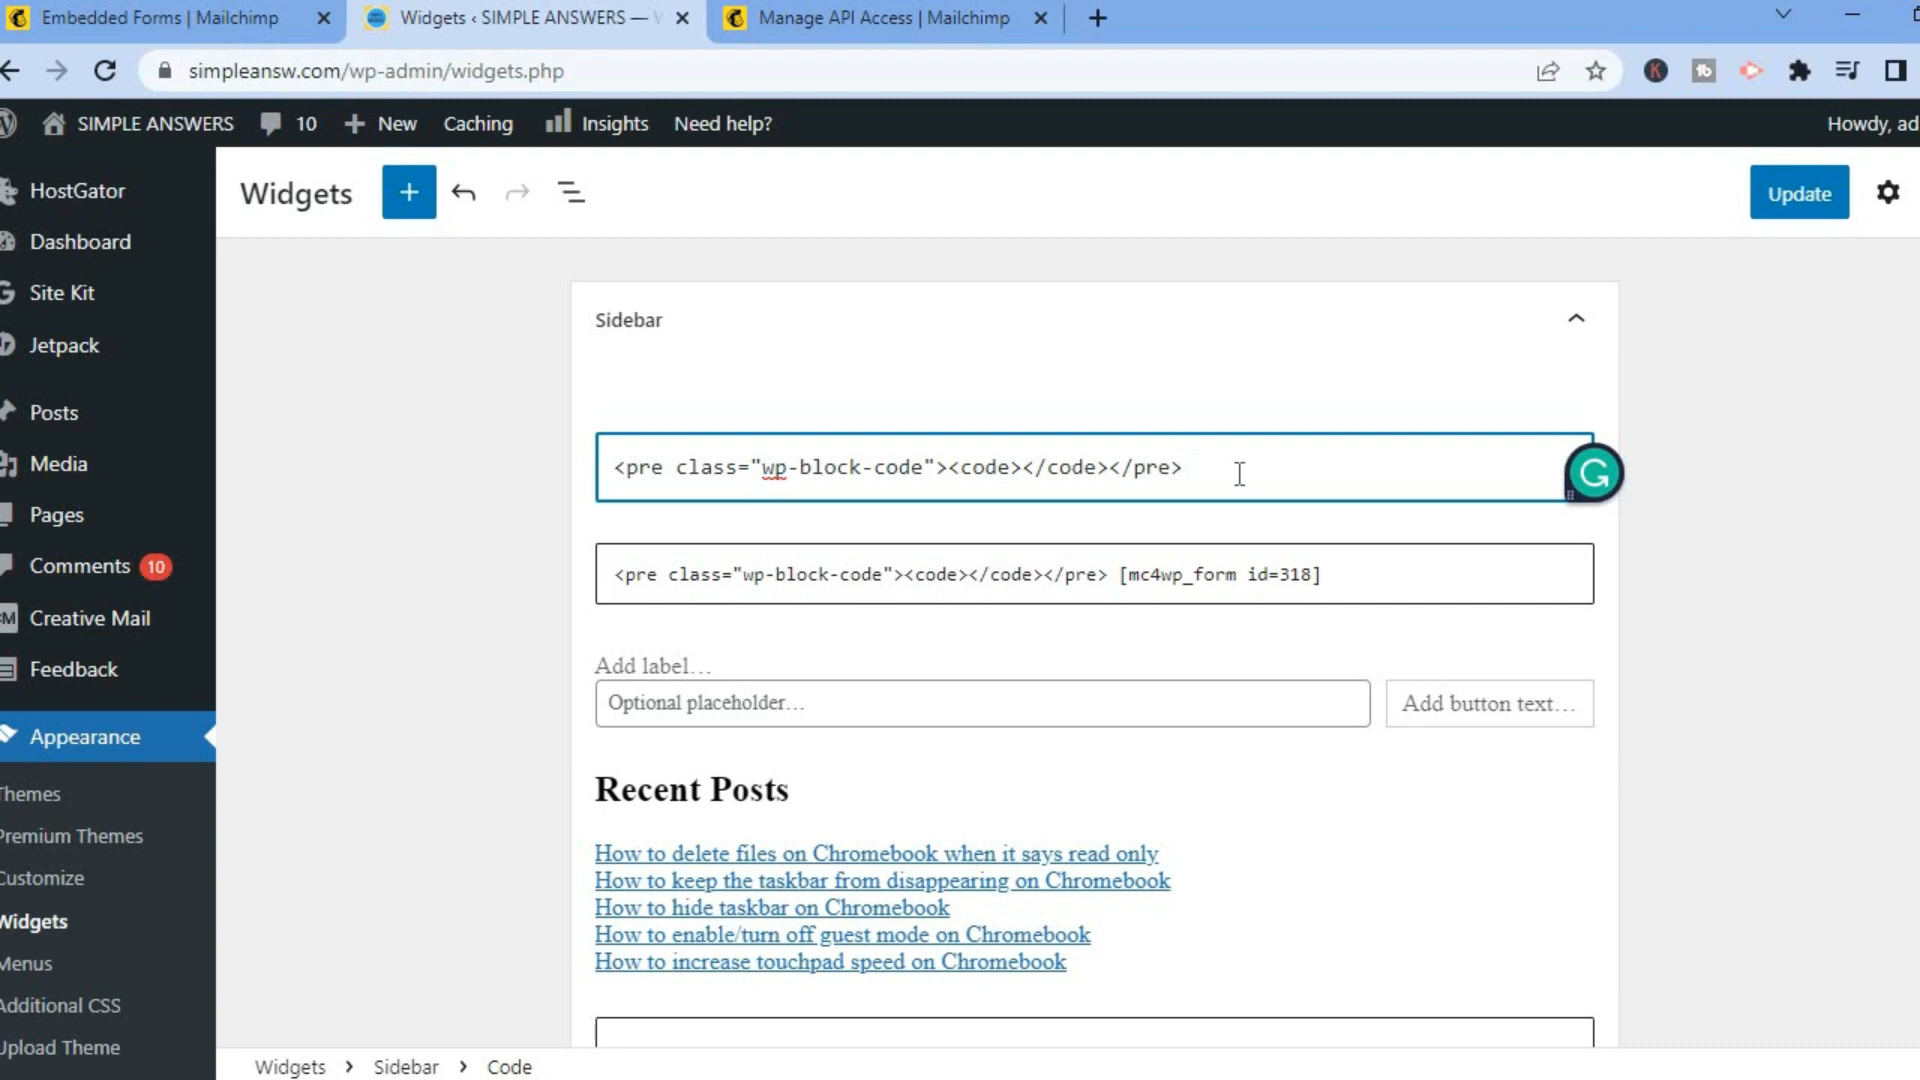 Embedded Forms | Mailchimp
Widgets ‹ SIMPLE ANSWERS —
Manage API Access | Mailchimp
simpleansw.com/wp-admin/widgets.php
K
tb
SIMPLE ANSWERS 10 New Caching Insights Need help? Howdy, ad
HostGator
Dashboard
Site Kit
Jetpack
Posts
Media
Pages
Comments 10
Creative Mail
Feedback
Appearance
Themes
Premium Themes
Customize
Widgets
Menus
Additional CSS
Upload Theme
Widgets
Update
Sidebar
<pre class="wp-block-code"><code></code></pre>
<pre class="wp-block-code"><code></code></pre> [mc4wp_form id=318]
Add label…
Optional placeholder…
Add button text…
Recent Posts
How to delete files on Chromebook when it says read only
How to keep the taskbar from disappearing on Chromebook
How to hide taskbar on Chromebook
How to enable/turn off guest mode on Chromebook
How to increase touchpad speed on Chromebook
Widgets > Sidebar > Code